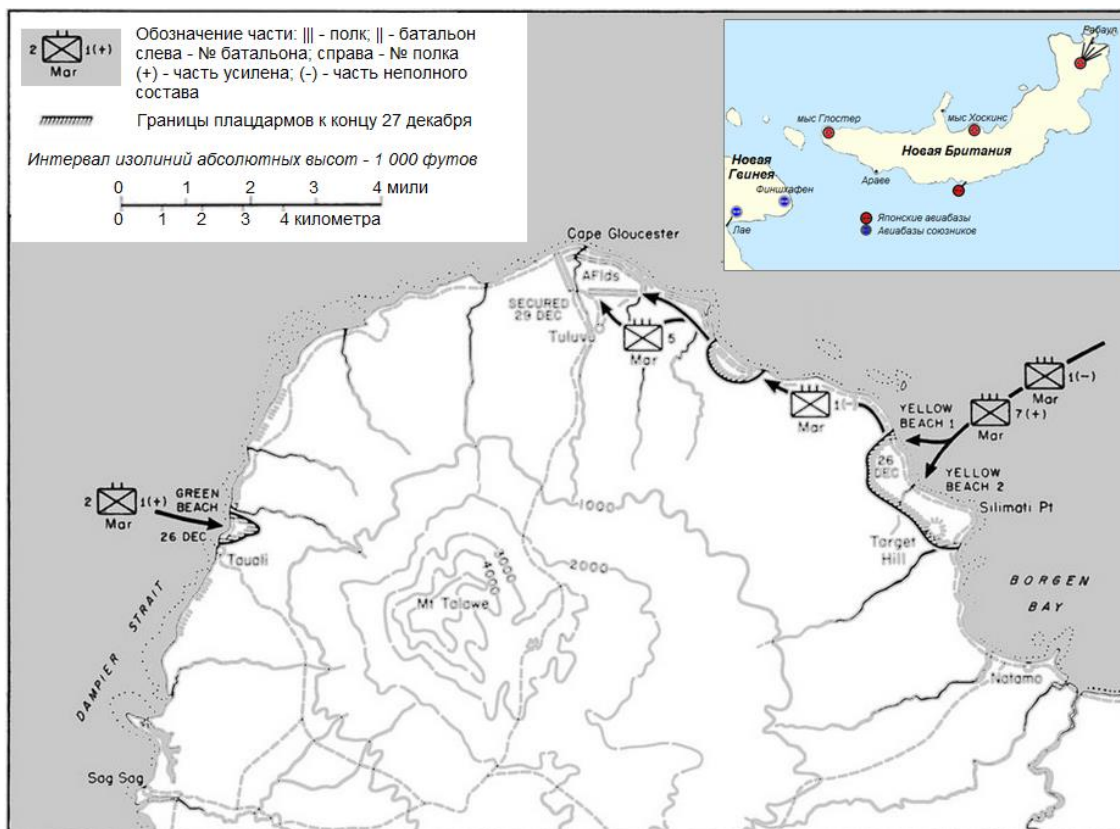 2 1(+)
Mar
Обозначение части: ||| - полк; || - батальон
слева - № батальона; справа - № полка
(+) - часть усилена; (-) - часть неполного
состава
Границы плацдармов к концу 27 декабря
Интервал изолиний абсолютных высот - 1 000 футов
0 1 2 3 4 мили
0 1 2 3 4 километра
Рабаул
мыс Глостер
мыс Хоскинс
Новая Британия
Новая
Гвинея
Араве
Финшхафен
Лае
Японские авиабазы
Авиабазы союзников
Cape Gloucester
AFlds
SECURED
29 DEC
Tuluvu
5
Mar
1(-)
Mar
1(-)
Mar
7(+)
Mar
YELLOW
BEACH 1
26
DEC
YELLOW
BEACH 2
Silimati Pt
Target
Hill
2 1(+)
Mar
GREEN
BEACH
26 DEC
Tauali
1000
2000
3000
4000
Mt Talawe
BORGEN
BAY
DAMPIER STRAIT
Natamo
Sag Sag